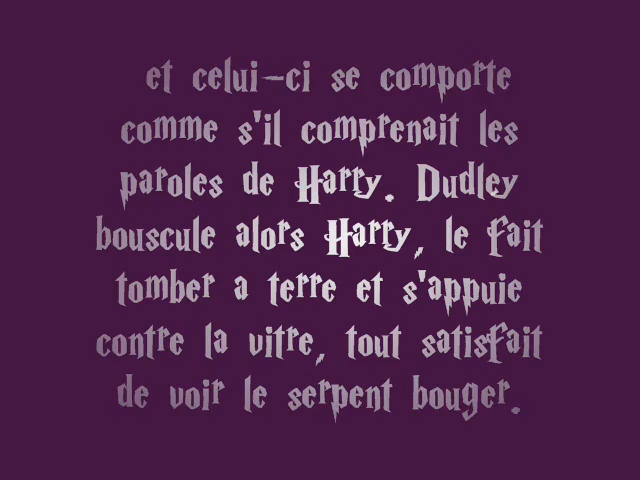 et celui-ci se comporte
comme s'il comprenait les
paroles de Harry. Dudley
bouscule alors Harry, le fait
tomber a terre et s'appuie
contre la vitre, tout satisfait
de voir le serpent bouger.